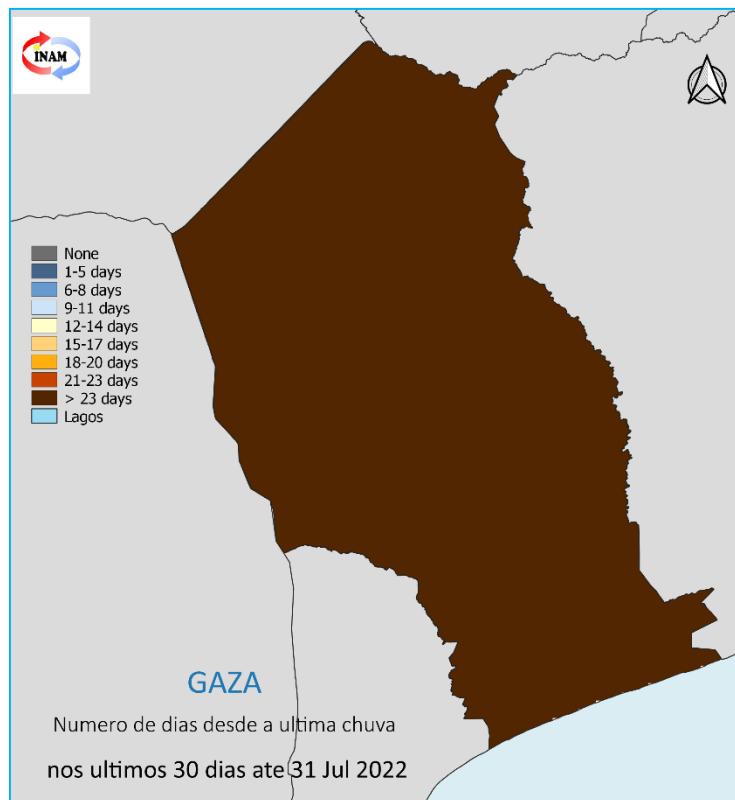 INAM
None
1-5 days
6-8 days
9-11 days
12-14 days
15-17 days
18-20 days
21-23 days
> 23 days
Lagos
GAZA
Numero de dias desde a ultima chuva
nos ultimos 30 dias ate 31 Jul 2022